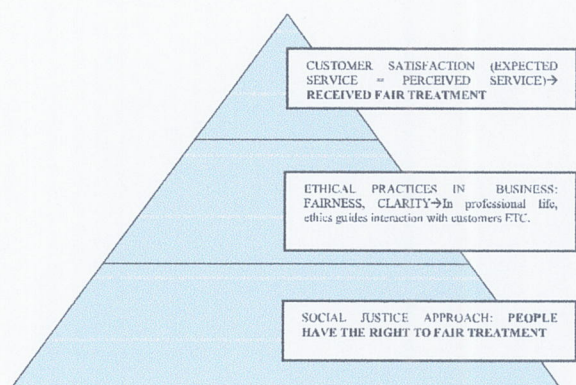 CUSTOMER SATISFACTION (EXPECTED
SERVICE = PERCEIVED SERVICE)→
RECEIVED FAIR TREATMENT
ETHICAL PRACTICES IN BUSINESS:
FAIRNESS, CLARITY→In professional life,
ethics guides interaction with customers ETC.
SOCIAL JUSTICE APPROACH: PEOPLE
HAVE THE RIGHT TO FAIR TREATMENT